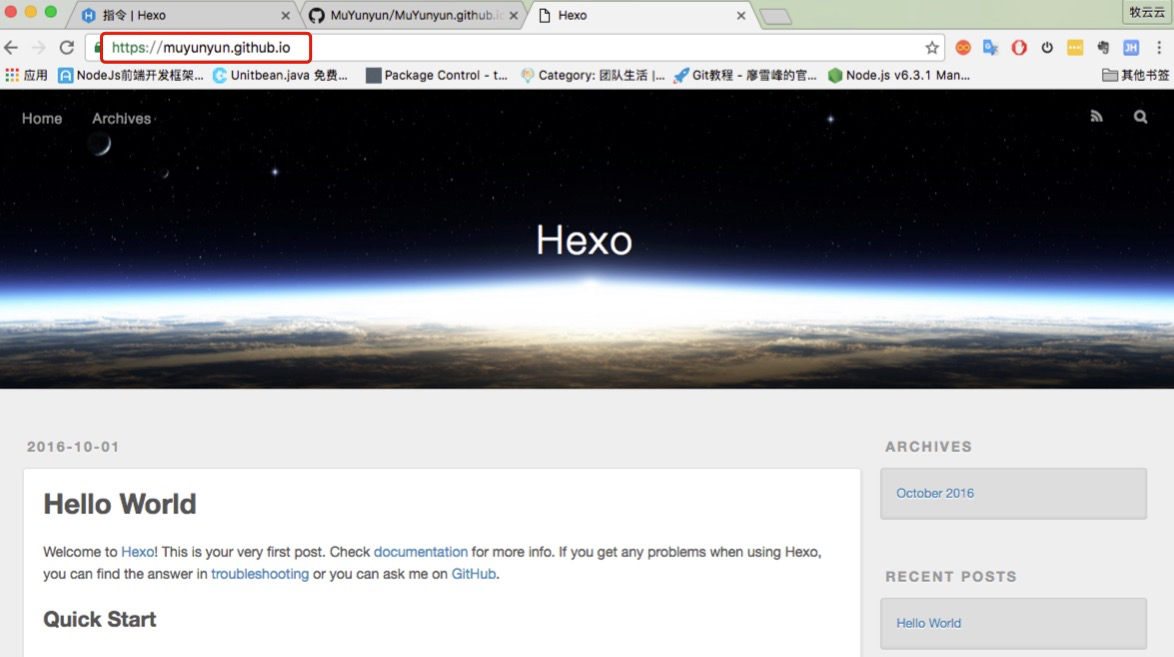 指令 | Hexo
MuYunyun/MuYunyun.github.io
Hexo
牧云云
https://muyunyun.github.io
应用
NodeJs前端开发框架...
Unitbean.java 免费...
Package Control - t...
Category: 团队生活 |...
Git教程 - 廖雪峰的官...
Node.js v6.3.1 Man...
其他书签
Home
Archives
Hexo
2016-10-01
Hello World
Welcome to Hexo! This is your very first post. Check documentation for more info. If you get any problems when using Hexo,
you can find the answer in troubleshooting or you can ask me on GitHub.
Quick Start
ARCHIVES
October 2016
RECENT POSTS
Hello World